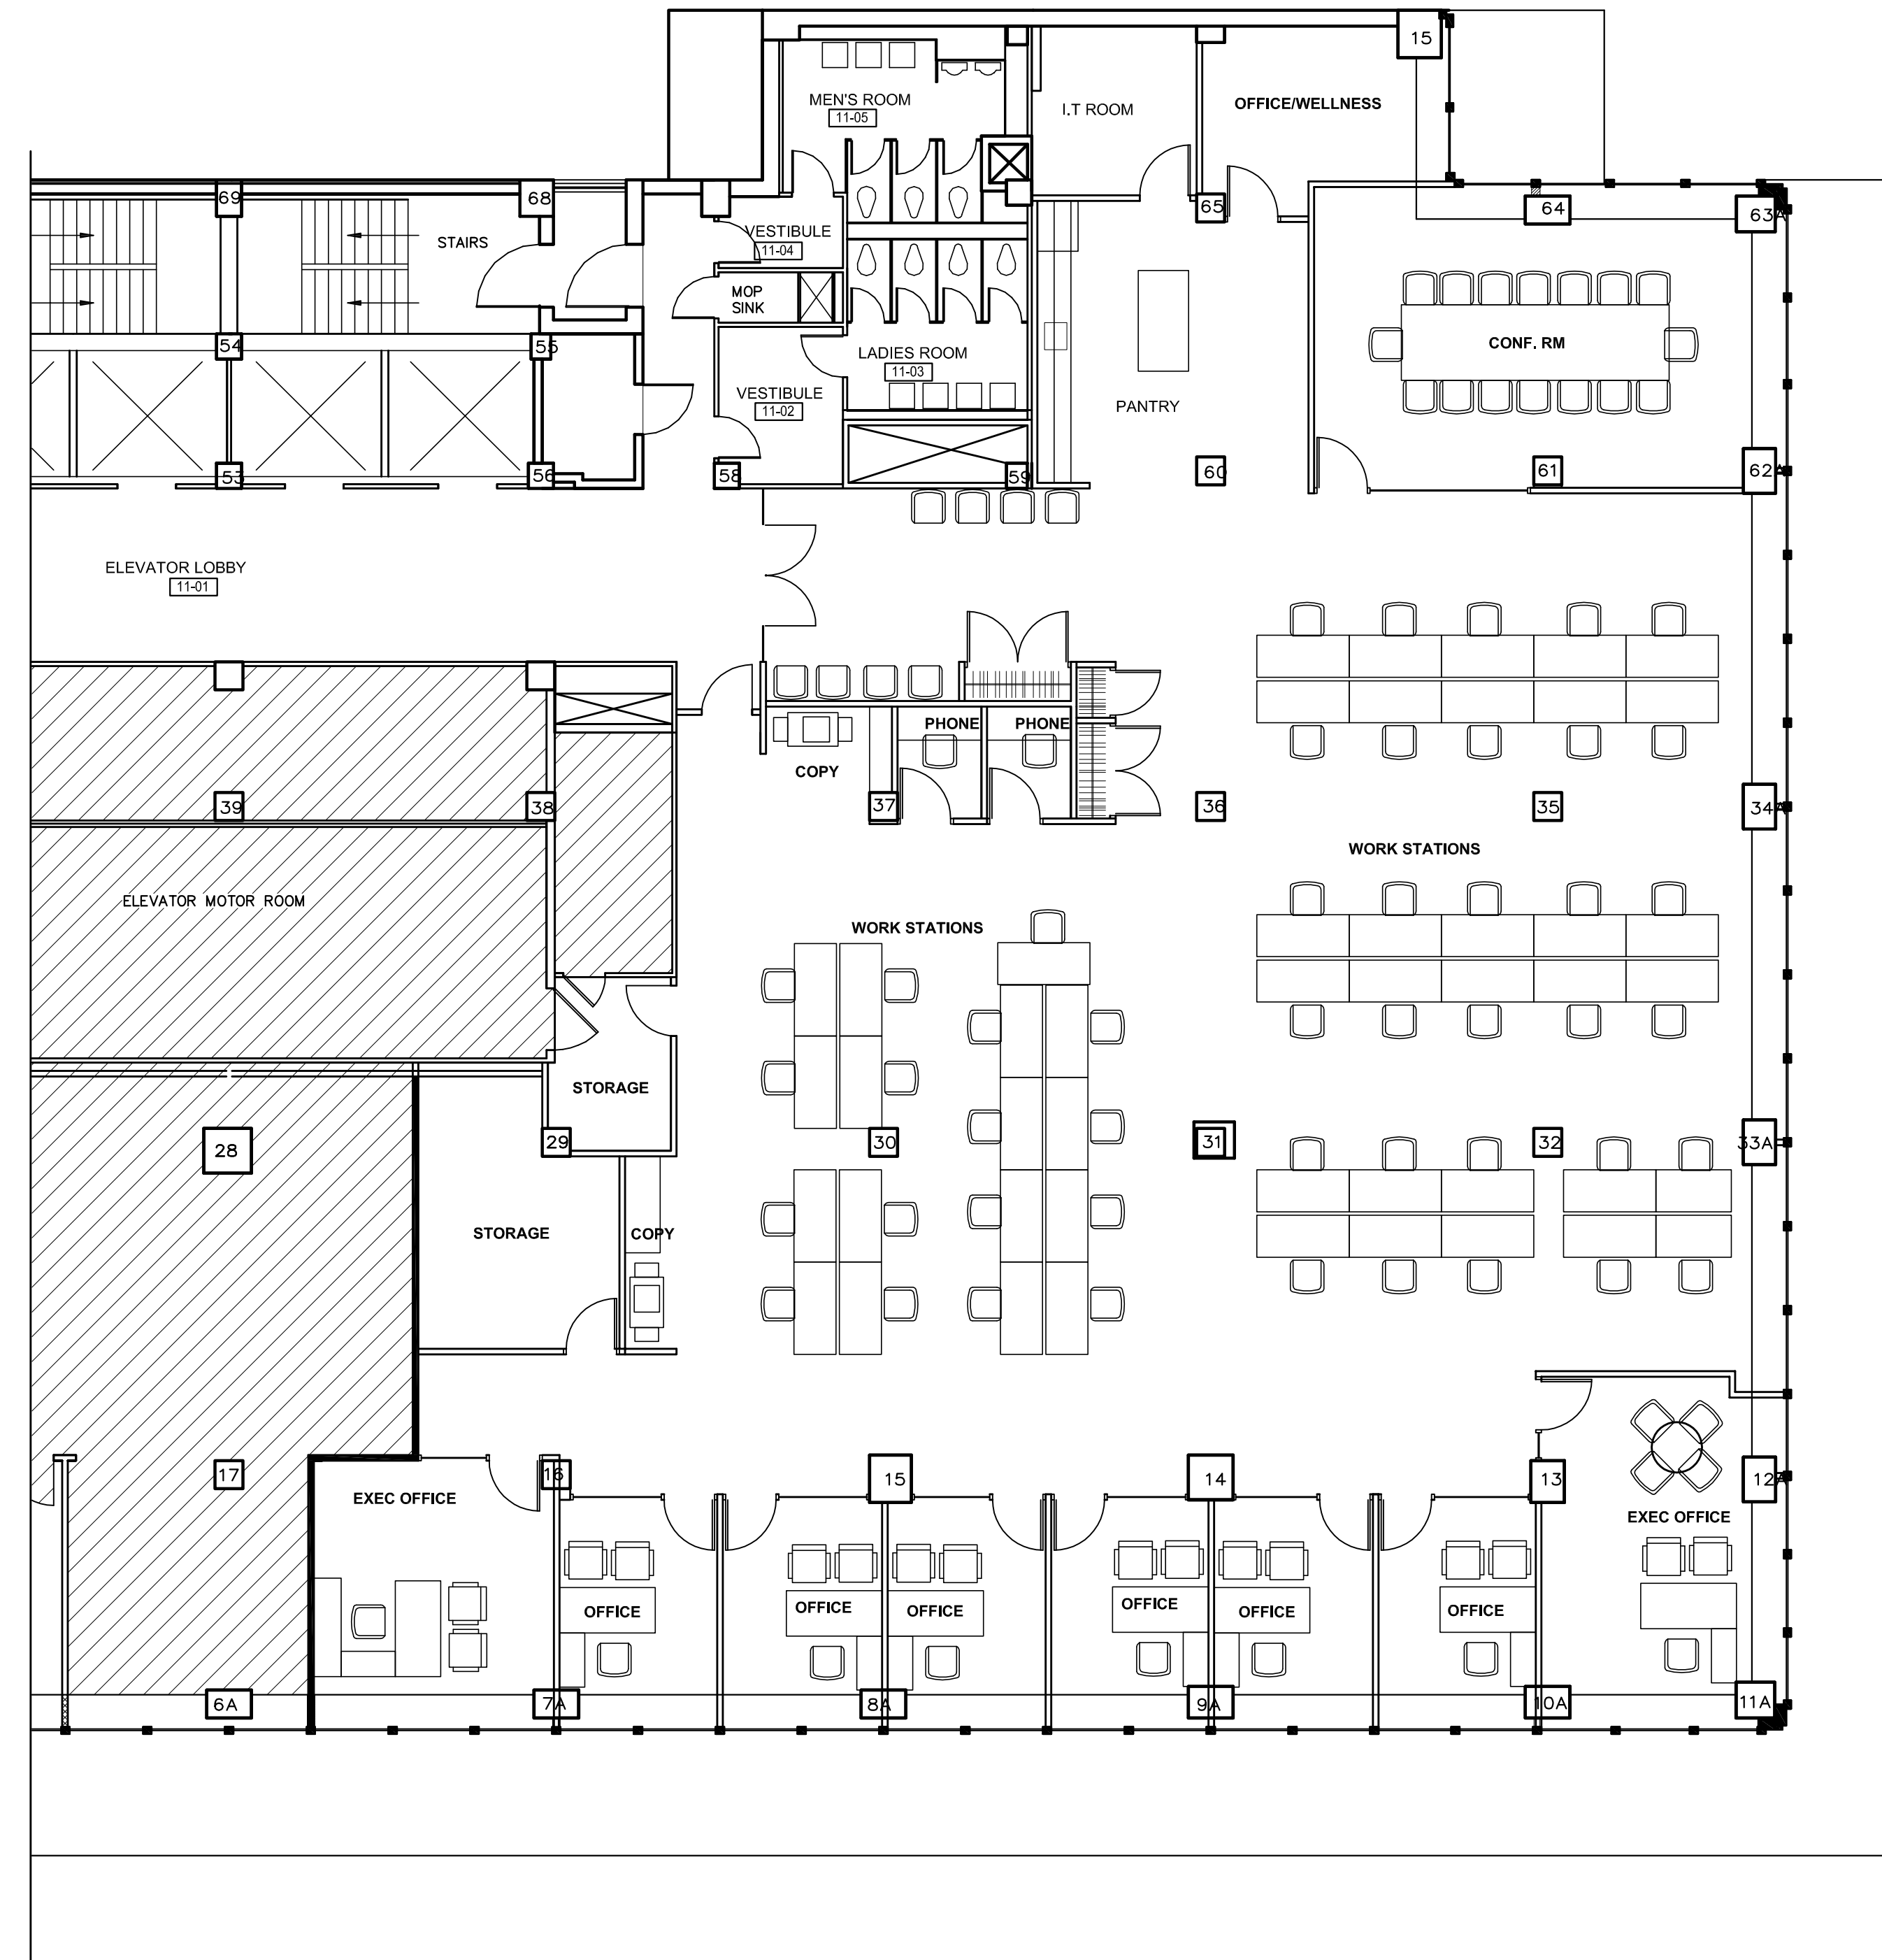 15
MEN'S ROOM
11-05
I.T ROOM
OFFICE/WELLNESS
69
68
65
64
63A
STAIRS
VESTIBULE
11-04
MOP
SINK
54
55
LADIES ROOM
11-03
CONF. RM
VESTIBULE
11-02
PANTRY
53
56
58
59
60
61
62A
ELEVATOR LOBBY
11-01
PHONE
PHONE
COPY
39
38
37
36
35
34A
WORK STATIONS
ELEVATOR MOTOR ROOM
WORK STATIONS
STORAGE
28
29
30
31
32
33A
STORAGE
COPY
17
16
15
14
13
12A
EXEC OFFICE
EXEC OFFICE
OFFICE
OFFICE
OFFICE
OFFICE
OFFICE
OFFICE
6A
7A
8A
9A
10A
11A